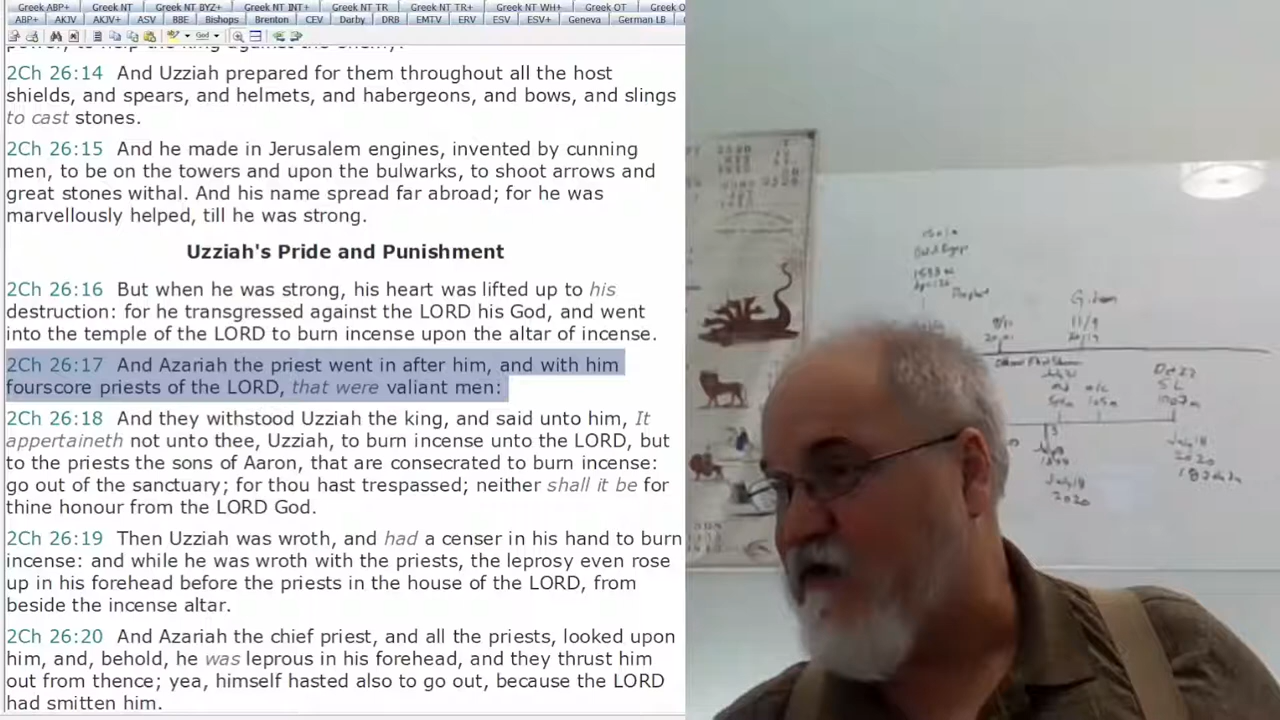 Greek ABP+ Greek NT Greek NT BYZ+ Greek NT INT+ Greek NT TR Greek NT TR+ Greek NT WH+ Greek OT Greek O
ABP+ AKJV AKJV+ ASV BBE Bishops Brenton CEV Darby DRB EMTV ERV ESV ESV+ Geneva German LB
power, to help the king against the enemy.
2Ch 26:14 And Uzziah prepared for them throughout all the host
shields, and spears, and helmets, and habergeons, and bows, and slings
to cast stones.
2Ch 26:15 And he made in Jerusalem engines, invented by cunning
men, to be on the towers and upon the bulwarks, to shoot arrows and
great stones withal. And his name spread far abroad; for he was
marvellously helped, till he was strong.
Uzziah's Pride and Punishment
2Ch 26:16 But when he was strong, his heart was lifted up to his
destruction: for he transgressed against the LORD his God, and went
into the temple of the LORD to burn incense upon the altar of incense.
2Ch 26:17 And Azariah the priest went in after him, and with him
fourscore priests of the LORD, that were valiant men:
2Ch 26:18 And they withstood Uzziah the king, and said unto him, It
appertaineth not unto thee, Uzziah, to burn incense unto the LORD, but
to the priests the sons of Aaron, that are consecrated to burn incense:
go out of the sanctuary; for thou hast trespassed; neither shall it be for
thine honour from the LORD God.
2Ch 26:19 Then Uzziah was wroth, and had a censer in his hand to burn
incense: and while he was wroth with the priests, the leprosy even rose
up in his forehead before the priests in the house of the LORD, from
beside the incense altar.
2Ch 26:20 And Azariah the chief priest, and all the priests, looked upon
him, and, behold, he was leprous in his forehead, and they thrust him
out from thence; yea, himself hasted also to go out, because the LORD
had smitten him.
11/9
July 18
2020
July 18
2020